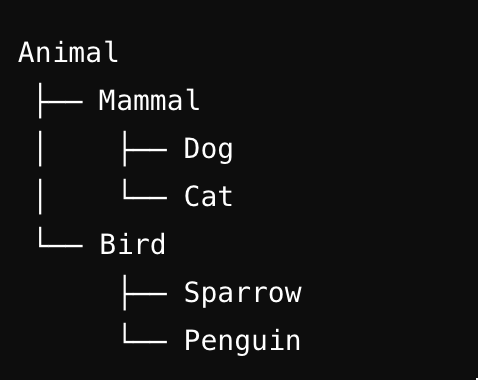 Animal
 ├── Mammal
 │    ├── Dog
 │    └── Cat
 └── Bird
      ├── Sparrow
      └── Penguin